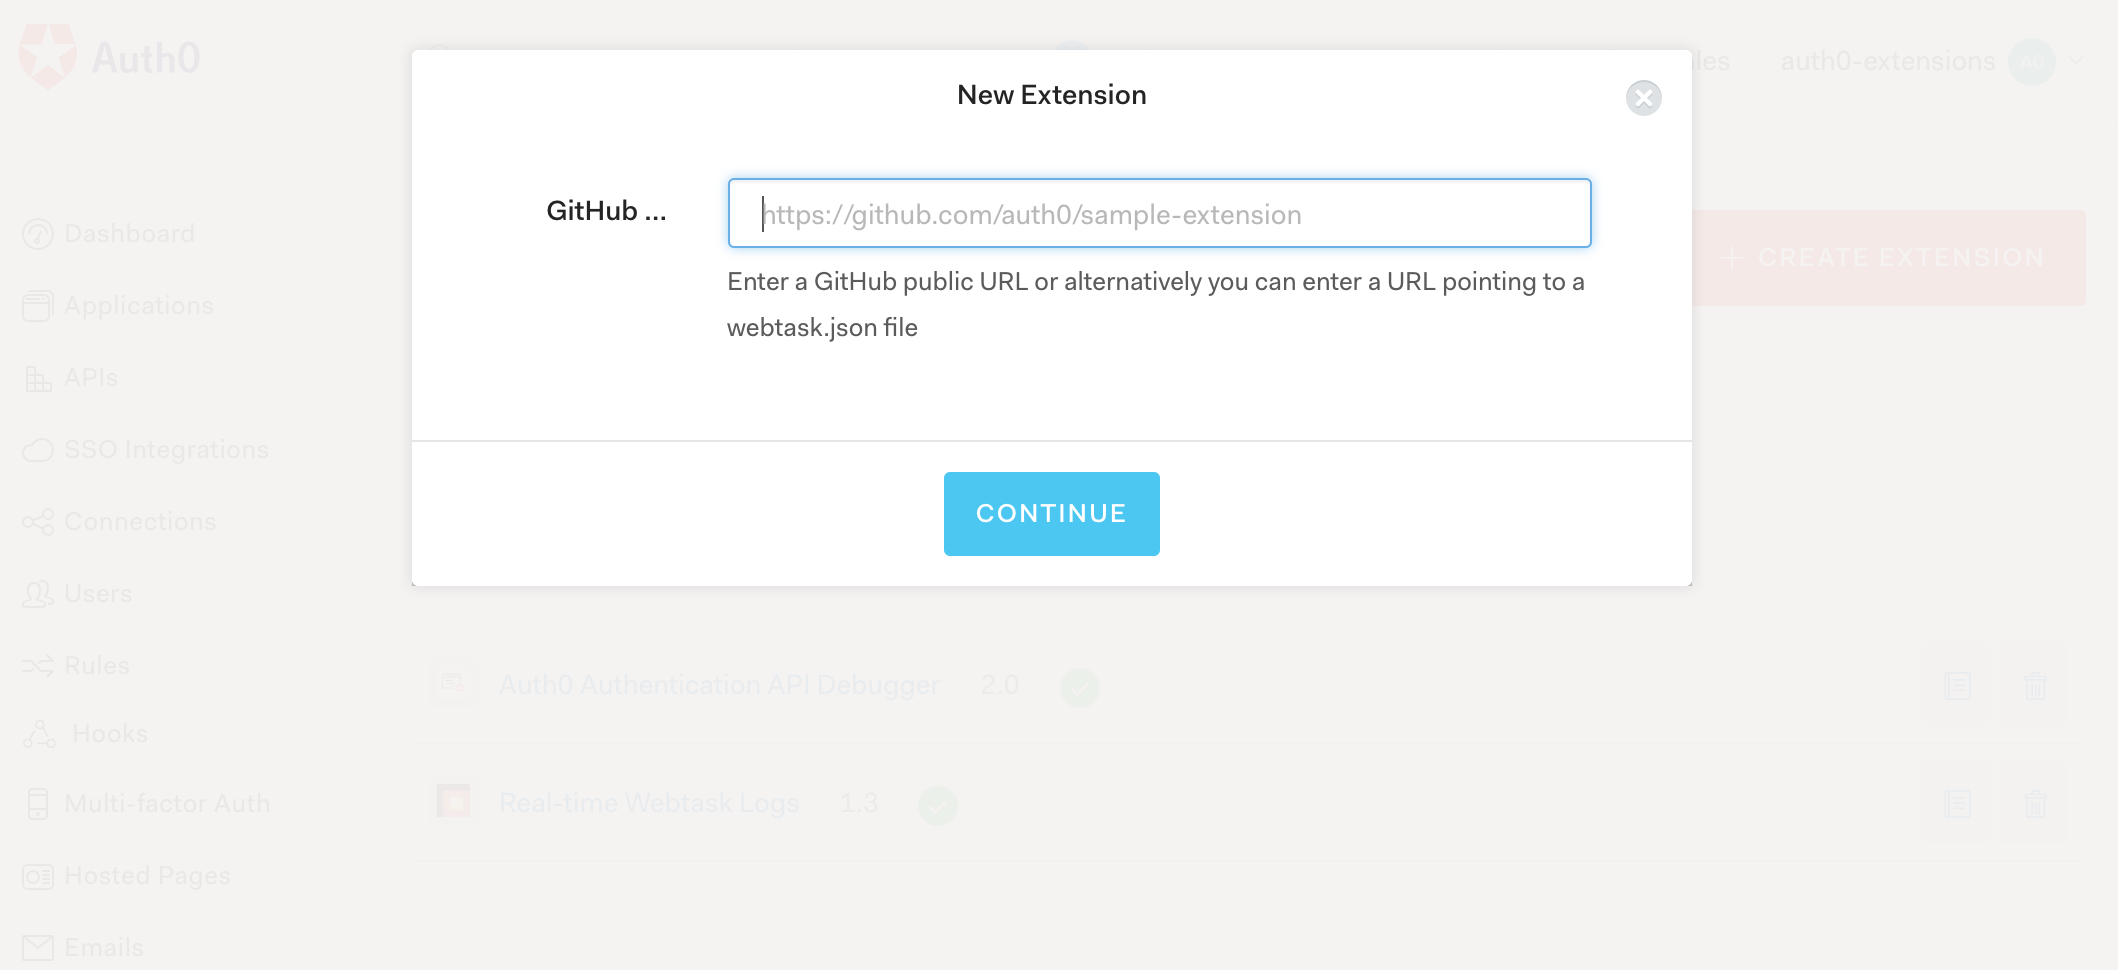 Auth0
les
auth0-extensions
New Extension
GitHub ...
https://github.com/auth0/sample-extension
Enter a GitHub public URL or alternatively you can enter a URL pointing to a
webtask.json file
CONTINUE
+ CREATE EXTENSION
Dashboard
Applications
APIs
SSO Integrations
Connections
Users
Rules
Hooks
Multi-factor Auth
Hosted Pages
Emails
Auth0 Authentication API Debugger 2.0
Real-time Webtask Logs 1.3